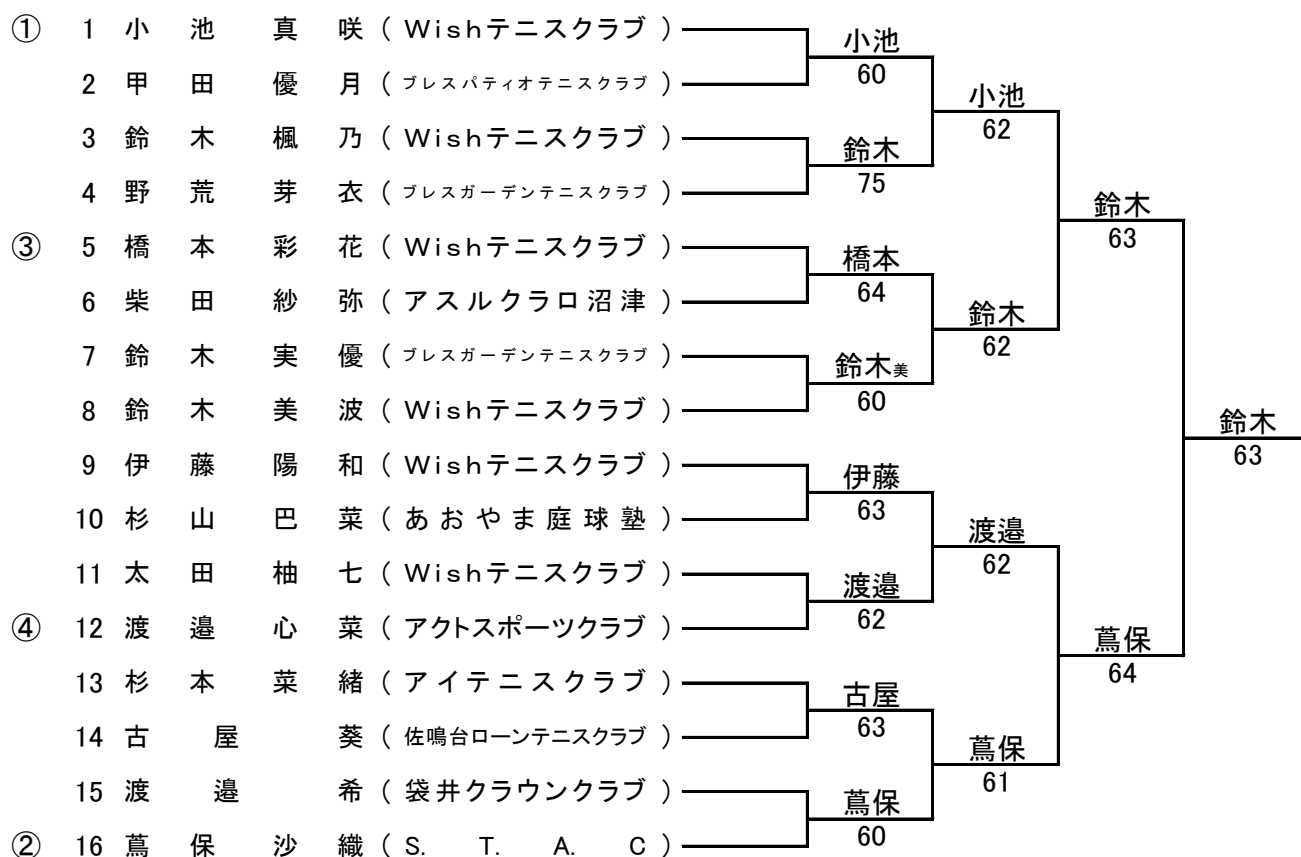 ① 1 小池真咲 ( Wishテニスクラブ )
小池
60
2 甲田優月 ( ブレスパティオテニスクラブ )
小池
62
3 鈴木楓乃 ( Wishテニスクラブ )
鈴木
75
4 野荒芽衣 ( ブレスガーデンテニスクラブ )
鈴木
63
③ 5 橋本彩花 ( Wishテニスクラブ )
橋本
64
6 柴田紗弥 ( アスルクラロ沼津 )
鈴木
62
7 鈴木実優 ( ブレスガーデンテニスクラブ )
鈴木美
60
8 鈴木美波 ( Wishテニスクラブ )
鈴木
63
9 伊藤陽和 ( Wishテニスクラブ )
伊藤
63
10 杉山巴菜 ( あおやま庭球塾 )
渡邉
62
11 太田柚七 ( Wishテニスクラブ )
渡邉
62
④ 12 渡邉心菜 ( アクトスポーツクラブ )
蔦保
64
13 杉本菜緒 ( アイテニスクラブ )
古屋
63
14 古屋葵 ( 佐鳴台ローンテニスクラブ )
蔦保
61
15 渡邉希 ( 袋井クラウンクラブ )
蔦保
60
② 16 蔦保沙織 ( S. T. A. C )